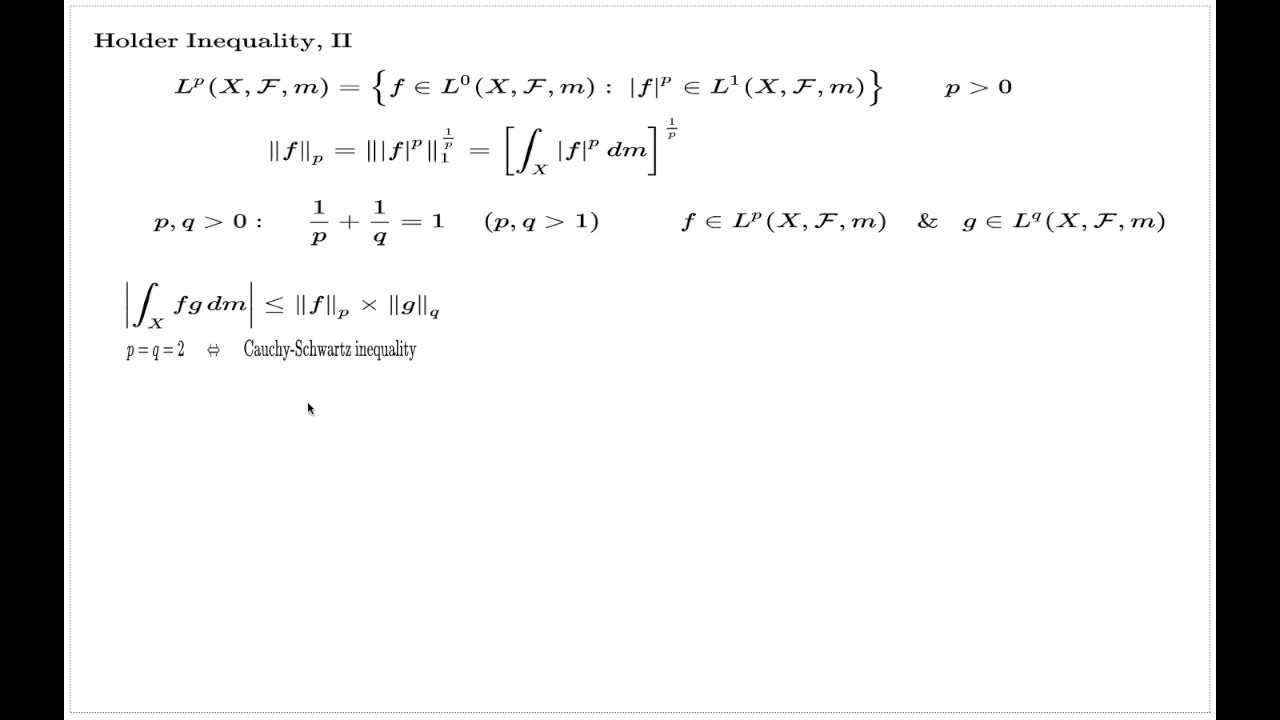 Holder Inequality, II
L^p(X, ℱ, m) = {f ∈ L^0(X, ℱ, m) : |f|^p ∈ L^1(X, ℱ, m)} p > 0
‖f‖_p = ‖|f|^p‖_1^{1/p} = [∫_X |f|^p dm]^{1/p}
p, q > 0 : 1/p + 1/q = 1 (p, q > 1) f ∈ L^p(X, ℱ, m) & g ∈ L^q(X, ℱ, m)
|∫_X fg dm| ≤ ‖f‖_p × ‖g‖_q
p = q = 2 ⇔ Cauchy-Schwartz inequality